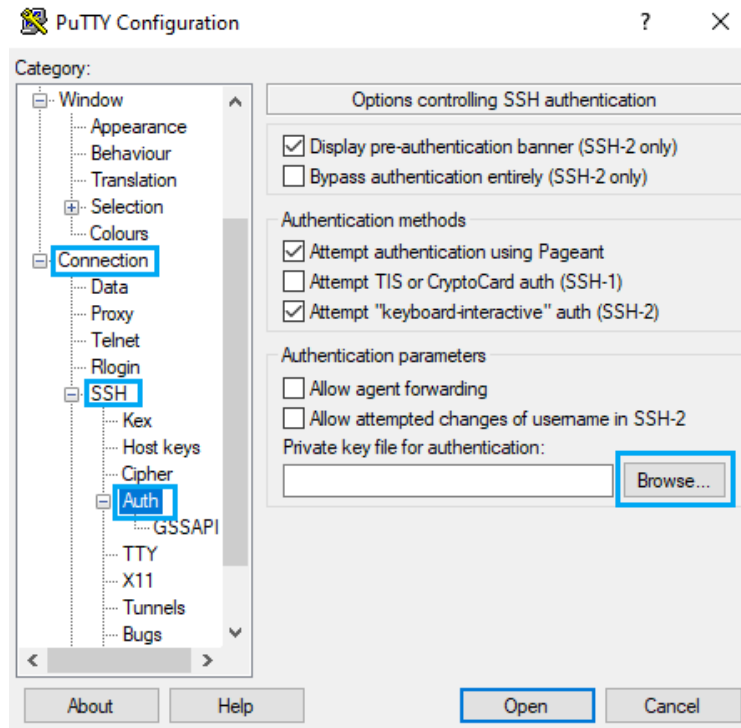 PuTTY Configuration
?
Category:
Window
Appearance
Behaviour
Translation
Selection
Colours
Connection
Data
Proxy
Telnet
Rlogin
SSH
Kex
Host keys
Cipher
Auth
GSSAPI
TTY
X11
Tunnels
Bugs
Options controlling SSH authentication
Display pre-authentication banner (SSH-2 only)
Bypass authentication entirely (SSH-2 only)
Authentication methods
Attempt authentication using Pageant
Attempt TIS or CryptoCard auth (SSH-1)
Attempt "keyboard-interactive" auth (SSH-2)
Authentication parameters
Allow agent forwarding
Allow attempted changes of username in SSH-2
Private key file for authentication:
Browse...
About
Help
Open
Cancel